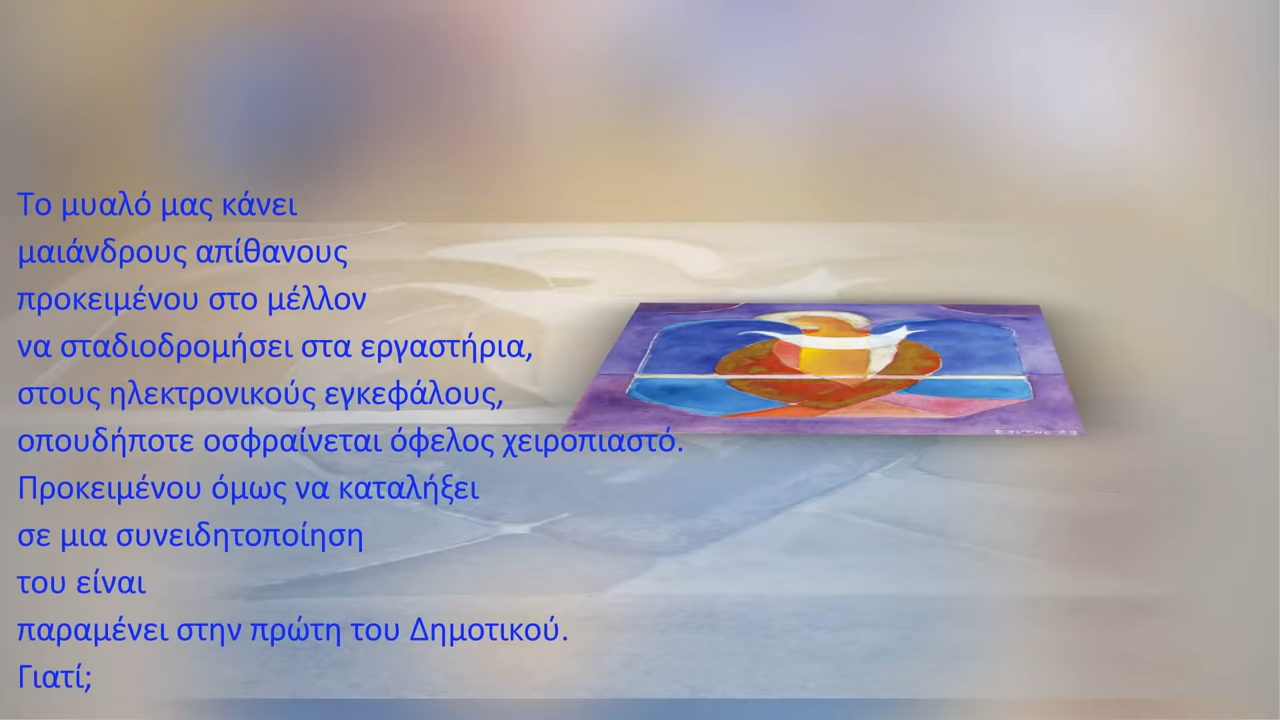 Το μυαλό μας κάνει
μαιάνδρους απίθανους
προκειμένου στο μέλλον
να σταδιοδρομήσει στα εργαστήρια,
στους ηλεκτρονικούς εγκεφάλους,
οπουδήποτε οσφραίνεται όφελος χειροπιαστό.
Προκειμένου όμως να καταλήξει
σε μια συνειδητοποίηση
του είναι
παραμένει στην πρώτη του Δημοτικού.
Γιατί;